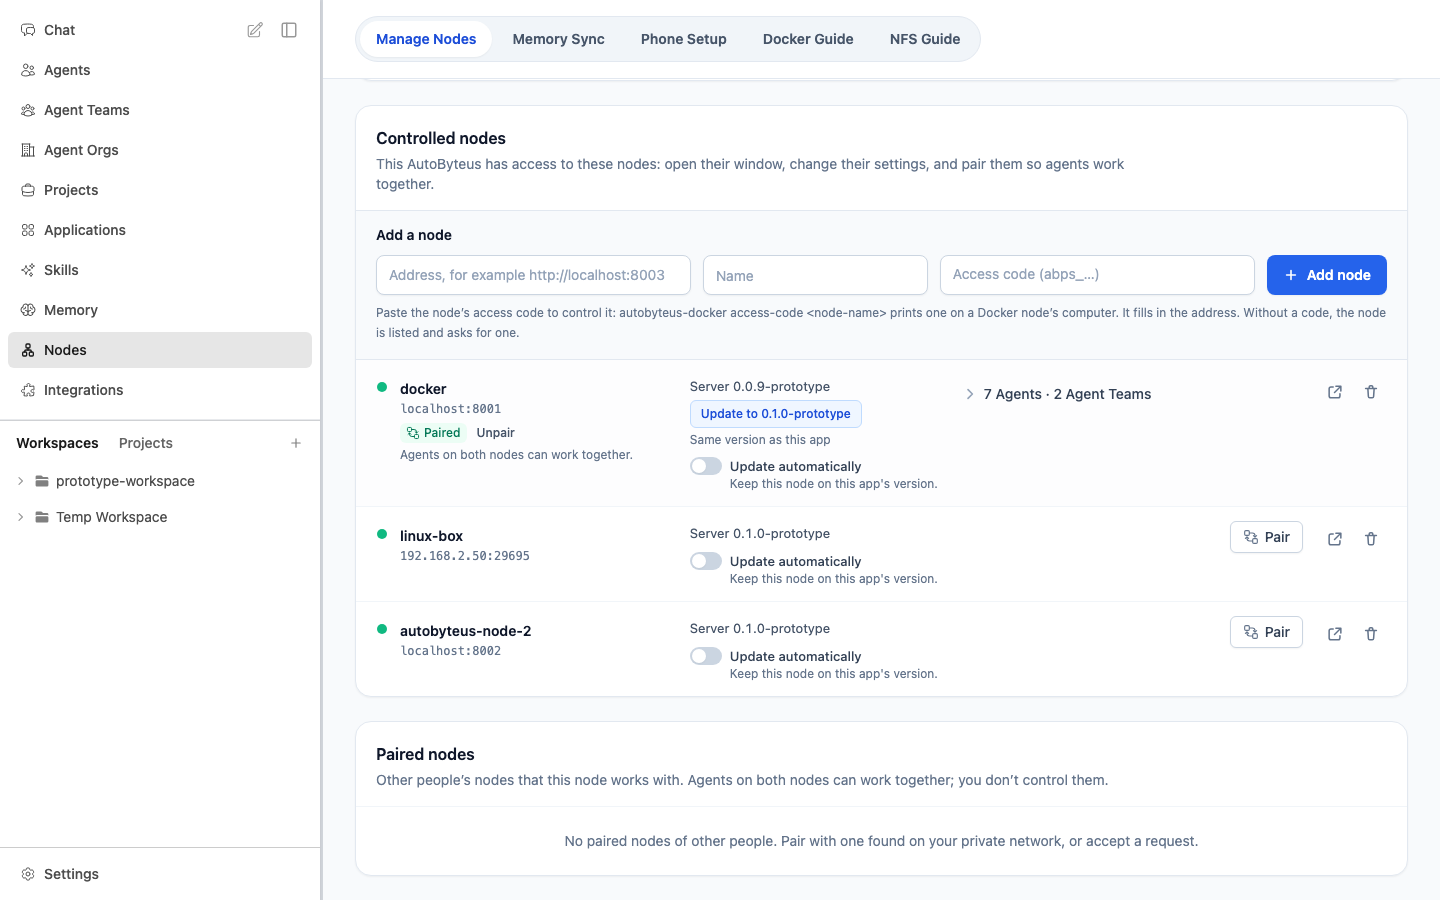 Chat
Agents
Agent Teams
Agent Orgs
Projects
Applications
Skills
Memory
Nodes
Integrations
Workspaces Projects
prototype-workspace
Temp Workspace
Settings
Manage Nodes Memory Sync Phone Setup Docker Guide NFS Guide
Controlled nodes
This AutoByteus has access to these nodes: open their window, change their settings, and pair them so agents work
together.
Add a node
Address, for example http://localhost:8003 Name Access code (abps_…) Add node
Paste the node’s access code to control it: autobyteus-docker access-code <node-name> prints one on a Docker node’s computer. It fills in the address. Without a code, the node
is listed and asks for one.
docker
localhost:8001
Paired Unpair
Agents on both nodes can work together.
Server 0.0.9-prototype
Update to 0.1.0-prototype
Same version as this app
Update automatically
Keep this node on this app's version.
7 Agents · 2 Agent Teams
linux-box
192.168.2.50:29695
Server 0.1.0-prototype
Update automatically
Keep this node on this app's version.
Pair
autobyteus-node-2
localhost:8002
Server 0.1.0-prototype
Update automatically
Keep this node on this app's version.
Pair
Paired nodes
Other people’s nodes that this node works with. Agents on both nodes can work together; you don’t control them.
No paired nodes of other people. Pair with one found on your private network, or accept a request.